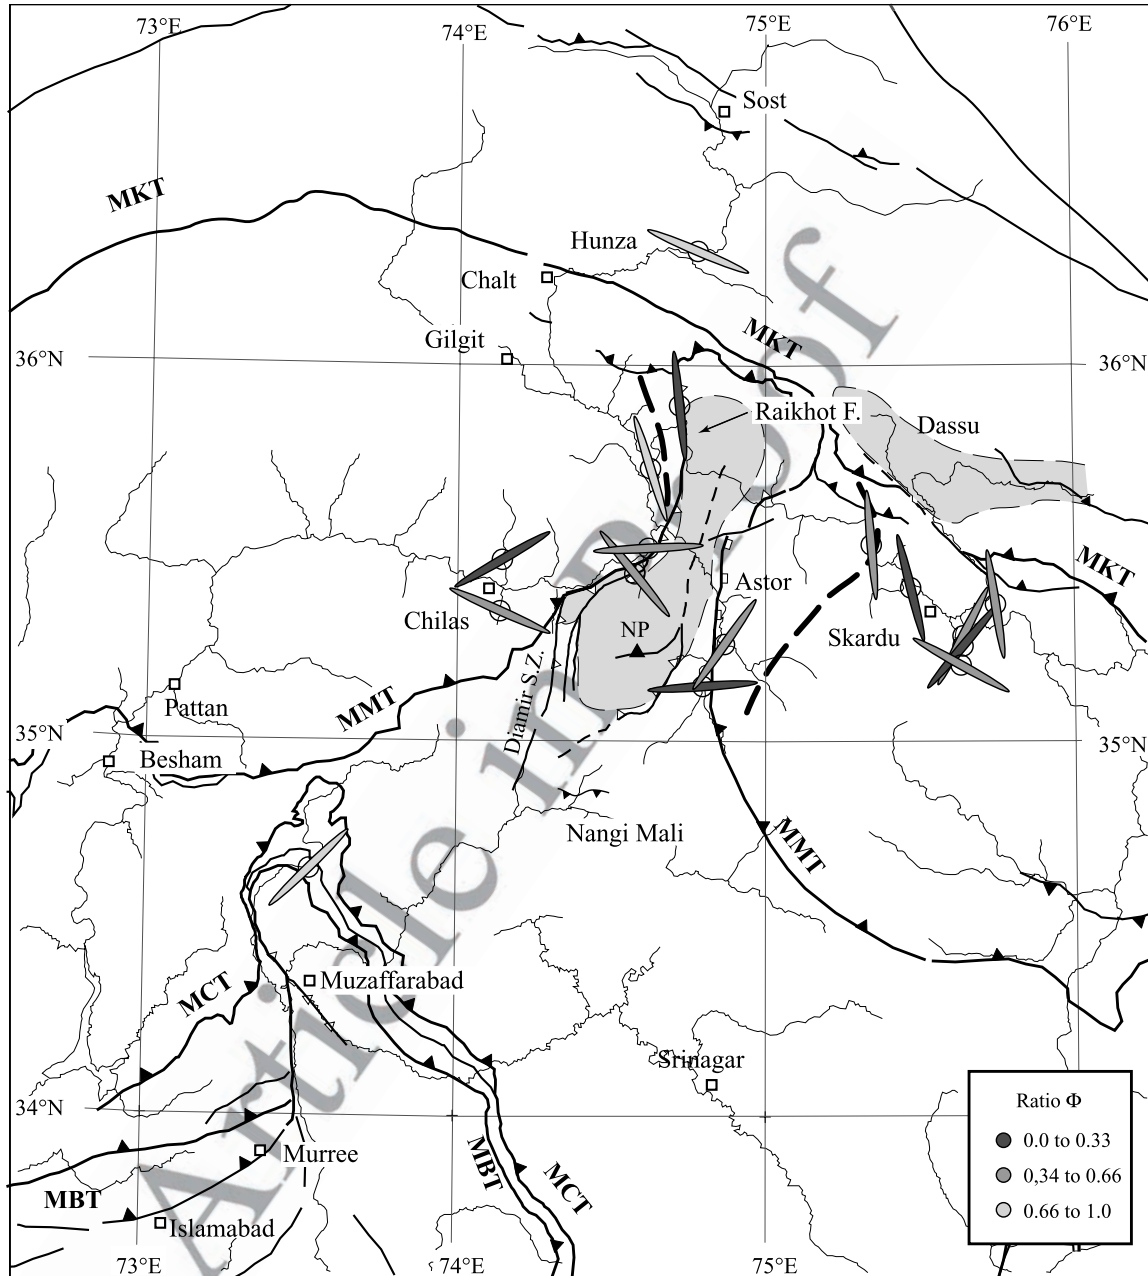 73°E
74°E
75°E
76°E
Sost
MKT
Hunza
Chalt
MKT
Gilgit
36°N
36°N
Raikhot F.
Dassu
MKT
Astor
Chilas
NP
Skardu
Diamir S.Z.
Pattan
MMT
35°N
35°N
Besham
Nangi Mali
MMT
Muzaffarabad
MCT
Srinagar
34°N
Murree
MBT
MCT
MBT
Islamabad
73°E
74°E
75°E
Ratio Φ
0.0 to 0.33
0,34 to 0.66
0.66 to 1.0
Article in P
of